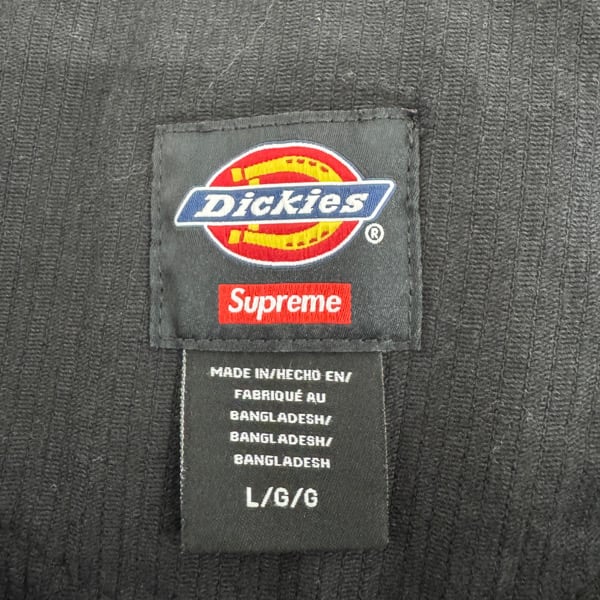 Dickies
®
Supreme
MADE IN/HECHO EN/
FABRIQUÉ AU
BANGLADESH/
BANGLADESH/
BANGLADESH
L/G/G